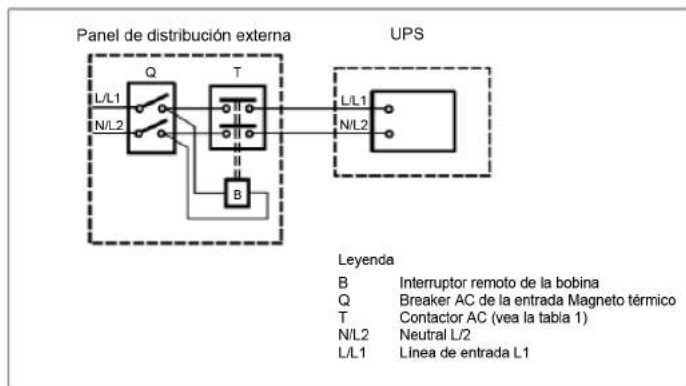 Panel de distribución externa
UPS
Q
T
L/L1
L/L1
N/L2
N/L2
B
Leyenda
B Interruptor remoto de la bobina
Q Breaker AC de la entrada Magneto térmico
T Contactor AC (vea la tabla 1)
N/L2 Neutral L/2
L/L1 Línea de entrada L1